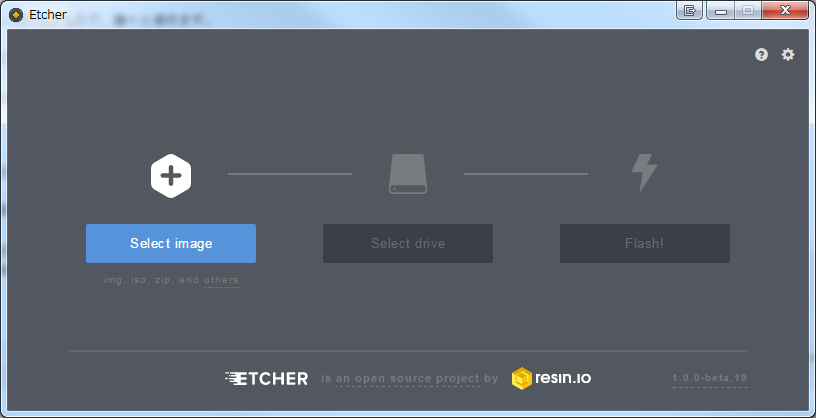 Etcher
Select image
Select drive
Flash!
img, iso, zip, and others
ETCHER is an open source project by resin.io
1.0.0-beta.19